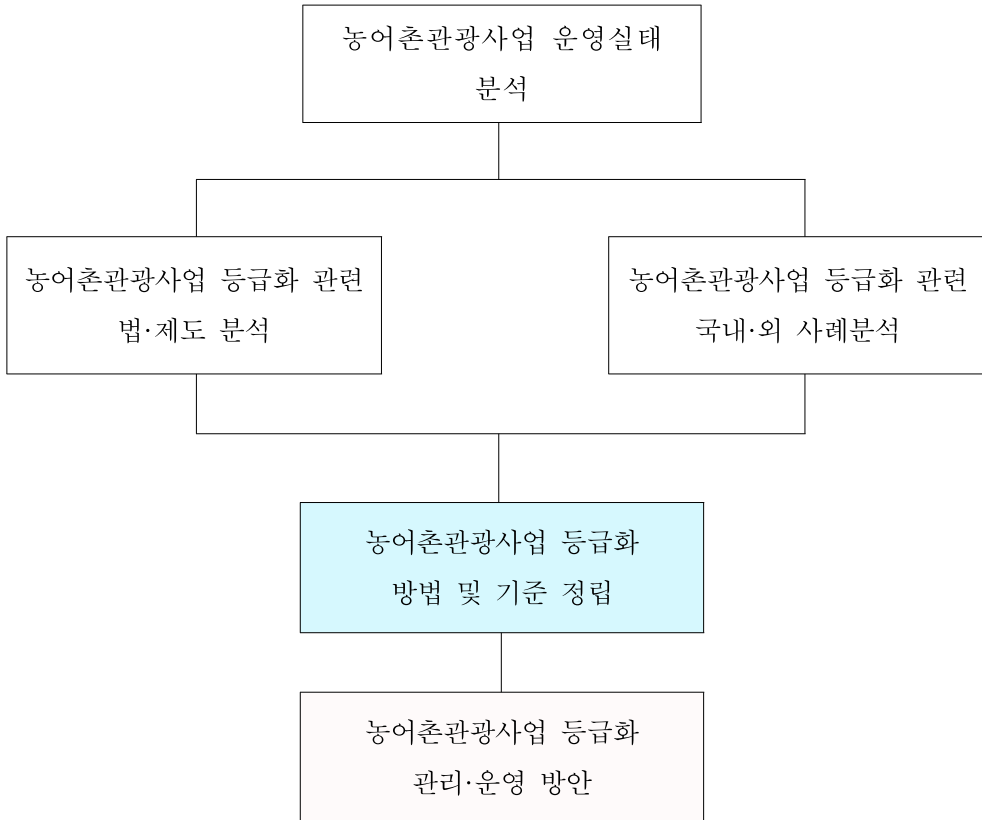 농어촌관광사업 운영실태
분석
농어촌관광사업 등급화 관련
법·제도 분석
농어촌관광사업 등급화 관련
국내·외 사례분석
농어촌관광사업 등급화
방법 및 기준 정립
농어촌관광사업 등급화
관리·운영 방안